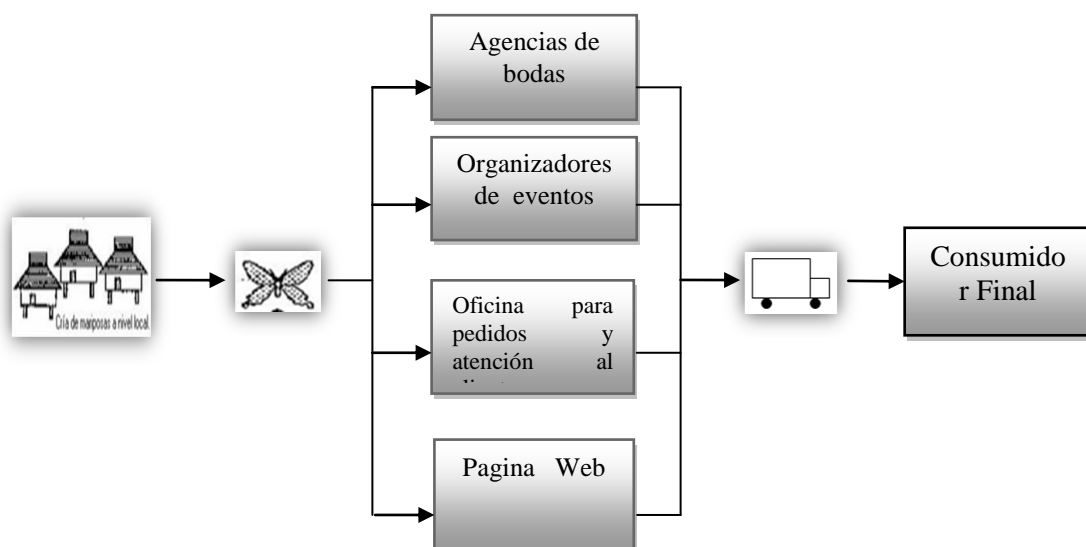 Agencias de
bodas
Organizadores
de eventos
Cría de mariposas a nivel local.
Oficina para
pedidos y
atención al
Pagina Web
Consumido
r Final